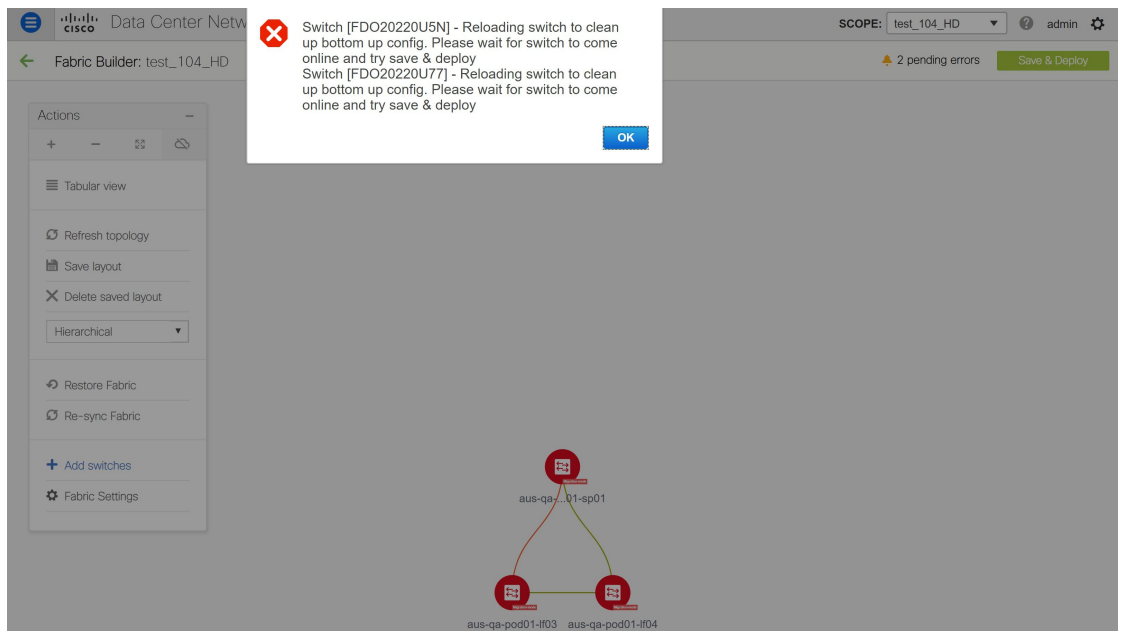 cisco
Data Center Netw
SCOPE: test_104_HD
admin
Fabric Builder: test_104_HD
2 pending errors
Save & Deploy
Switch [FDO20220U5N] - Reloading switch to clean
up bottom up config. Please wait for switch to come
online and try save & deploy
Switch [FDO20220U77] - Reloading switch to clean
up bottom up config. Please wait for switch to come
online and try save & deploy
OK
Actions
Tabular view
Refresh topology
Save layout
Delete saved layout
Hierarchical
Restore Fabric
Re-sync Fabric
Add switches
Fabric Settings
aus-qa-...01-sp01
aus-qa-pod01-lf03
aus-qa-pod01-lf04